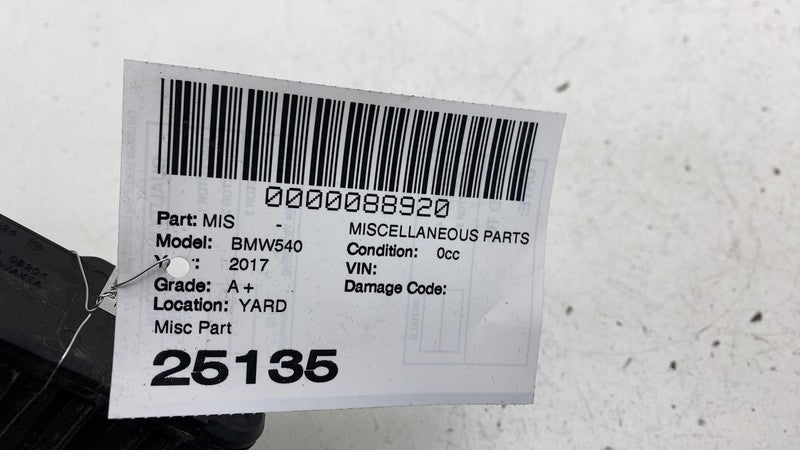 0000088920
Part: MIS - MISCELLANEOUS PARTS
Model: BMW540 Condition: 0cc
2017 VIN:
Grade: A+ Damage Code:
Location: YARD
Misc Part
25135